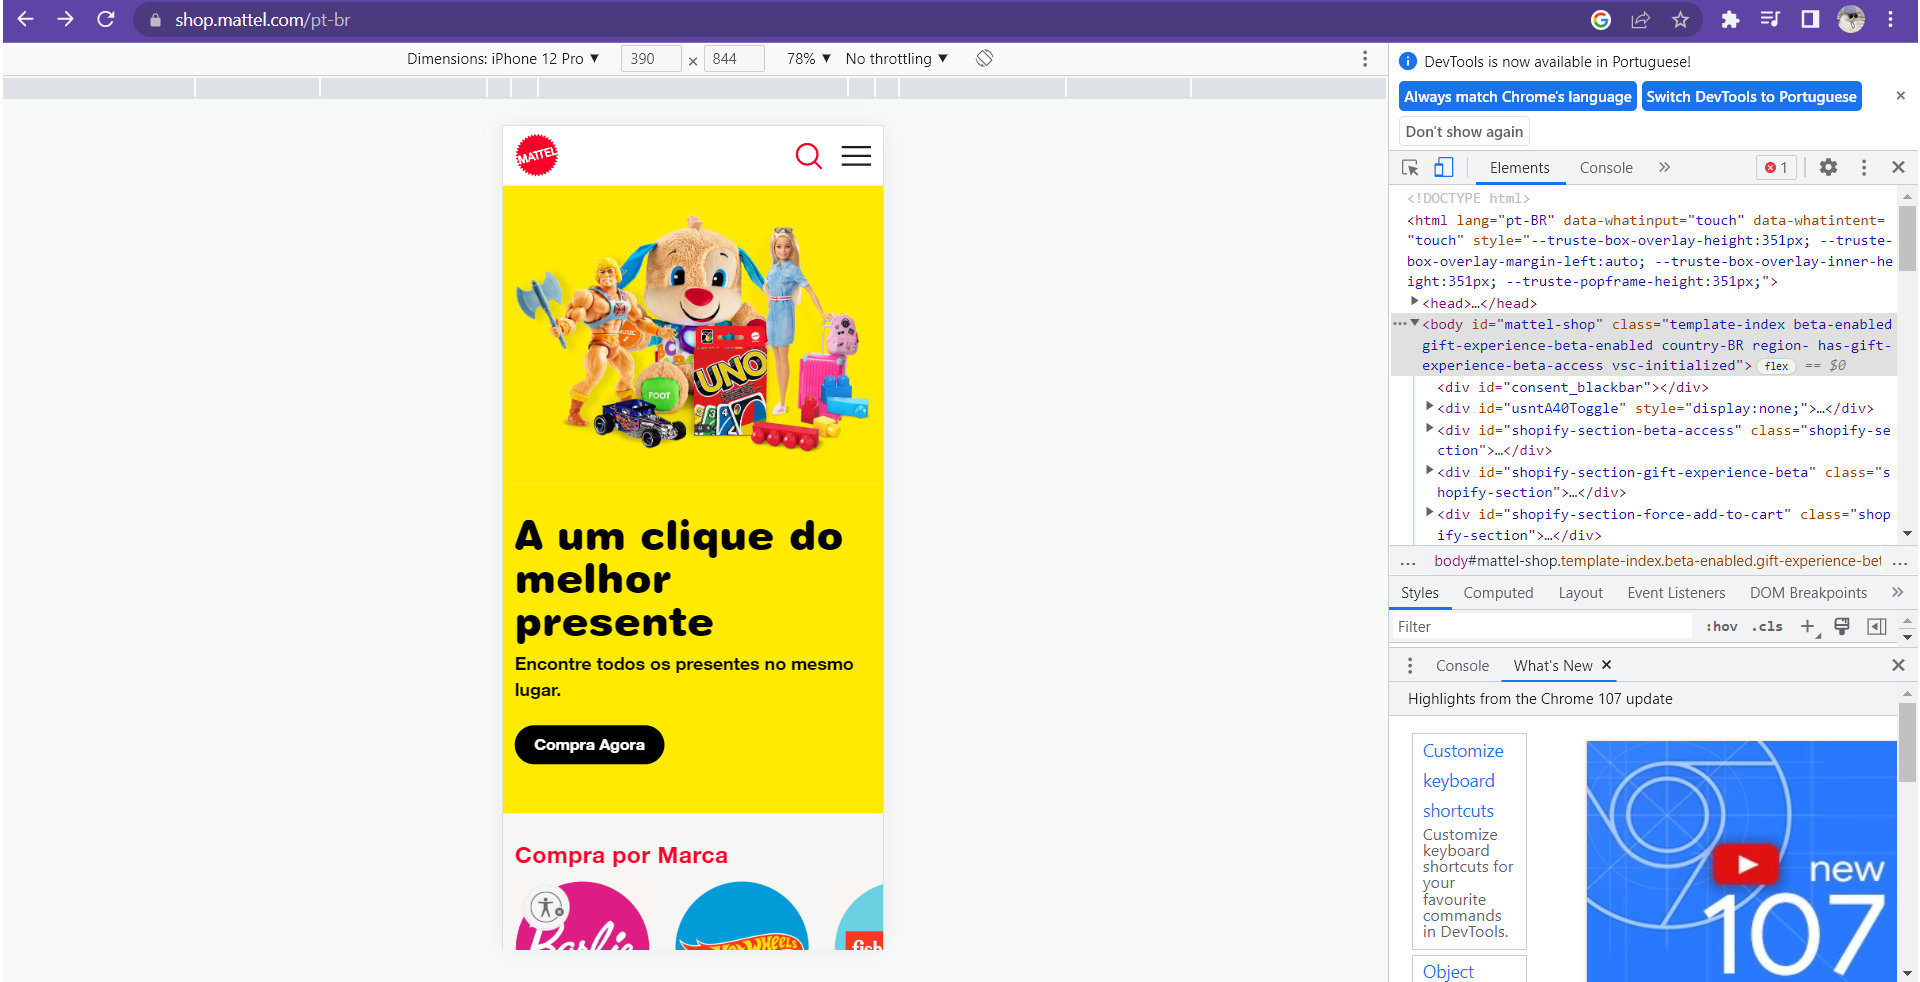 shop.mattel.com/pt-br
Dimensions: iPhone 12 Pro ▼ 390 × 844 78% ▼ No throttling ▼
DevTools is now available in Portuguese!
Always match Chrome's language Switch DevTools to Portuguese
Don't show again
Elements Console » 1
MATTEL
MUSIC
FOOT
UNO
A um clique do
melhor
presente
Encontre todos os presentes no mesmo
lugar.
Compra Agora
Compra por Marca
Barbie
HOT WHEELS
fish
<!DOCTYPE html>
<html lang="pt-BR" data-whatinput="touch" data-whatintent=
"touch" style="--truste-box-overlay-height:351px; --truste-
box-overlay-margin-left:auto; --truste-box-overlay-inner-he
ight:351px; --truste-popframe-height:351px;">
<head>…</head>
<body id="mattel-shop" class="template-index beta-enabled
gift-experience-beta-enabled country-BR region- has-gift-
experience-beta-access vsc-initialized"> flex == $0
<div id="consent_blackbar"></div>
<div id="usntA40Toggle" style="display:none;">…</div>
<div id="shopify-section-beta-access" class="shopify-se
ction">…</div>
<div id="shopify-section-gift-experience-beta" class="s
hopify-section">…</div>
<div id="shopify-section-force-add-to-cart" class="shop
ify-section">…</div>
... body#mattel-shop.template-index.beta-enabled.gift-experience-bet ...
Styles Computed Layout Event Listeners DOM Breakpoints »
Filter :hov .cls +
Console What's New ×
Highlights from the Chrome 107 update
Customize
keyboard
shortcuts
Customize
keyboard
shortcuts for
your
favourite
commands
in DevTools.
Object
new
107